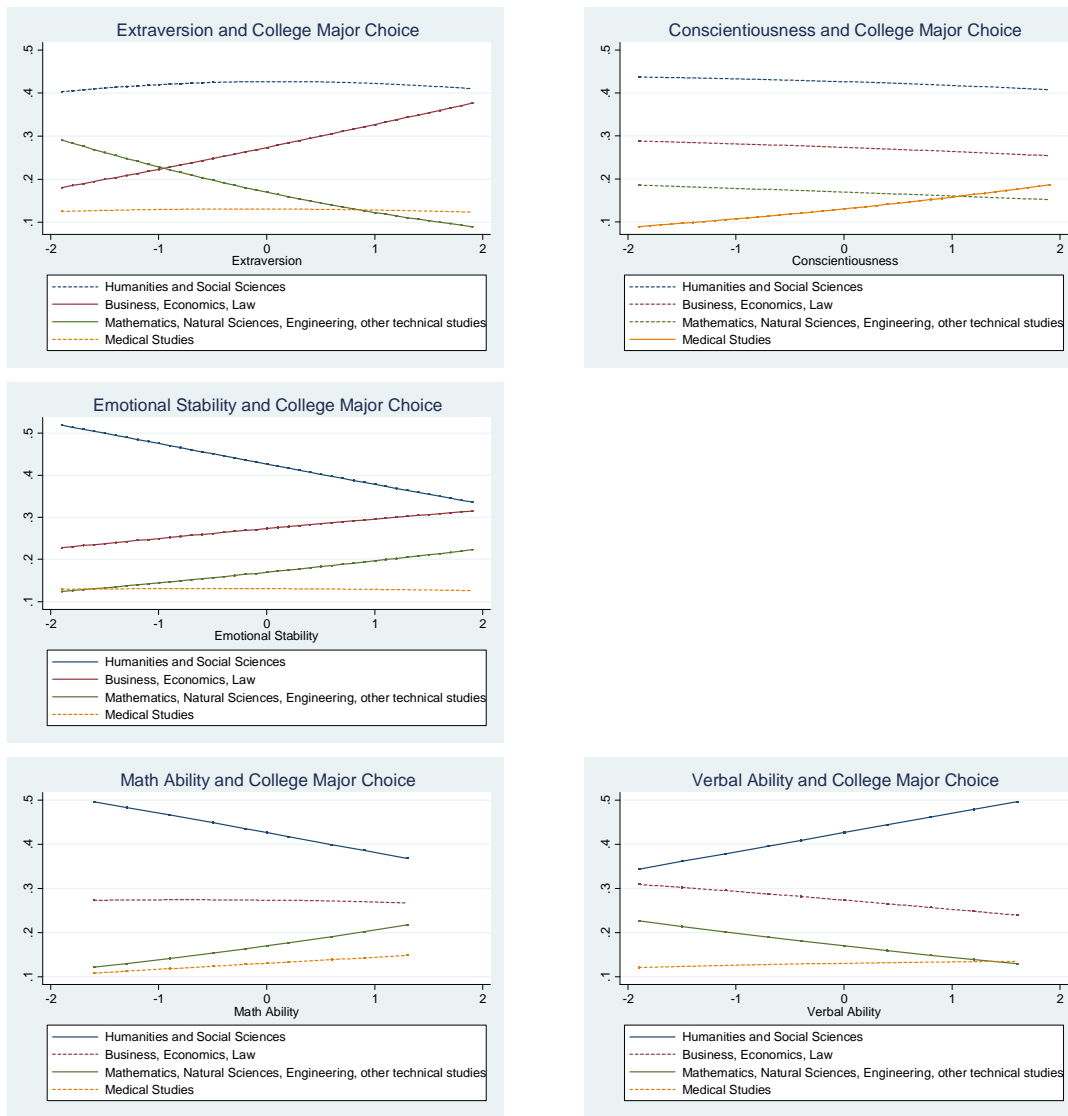 Extraversion and College Major Choice
.5
.4
.3
.2
.1
-2 -1 0 1 2
Extraversion
Humanities and Social Sciences
Business, Economics, Law
Mathematics, Natural Sciences, Engineering, other technical studies
Medical Studies
Conscientiousness and College Major Choice
.5
.4
.3
.2
.1
-2 -1 0 1 2
Conscientiousness
Humanities and Social Sciences
Business, Economics, Law
Mathematics, Natural Sciences, Engineering, other technical studies
Medical Studies
Emotional Stability and College Major Choice
.5
.4
.3
.2
.1
-2 -1 0 1 2
Emotional Stability
Humanities and Social Sciences
Business, Economics, Law
Mathematics, Natural Sciences, Engineering, other technical studies
Medical Studies
Math Ability and College Major Choice
.5
.4
.3
.2
.1
-2 -1 0 1 2
Math Ability
Humanities and Social Sciences
Business, Economics, Law
Mathematics, Natural Sciences, Engineering, other technical studies
Medical Studies
Verbal Ability and College Major Choice
.5
.4
.3
.2
.1
-2 -1 0 1 2
Verbal Ability
Humanities and Social Sciences
Business, Economics, Law
Mathematics, Natural Sciences, Engineering, other technical studies
Medical Studies